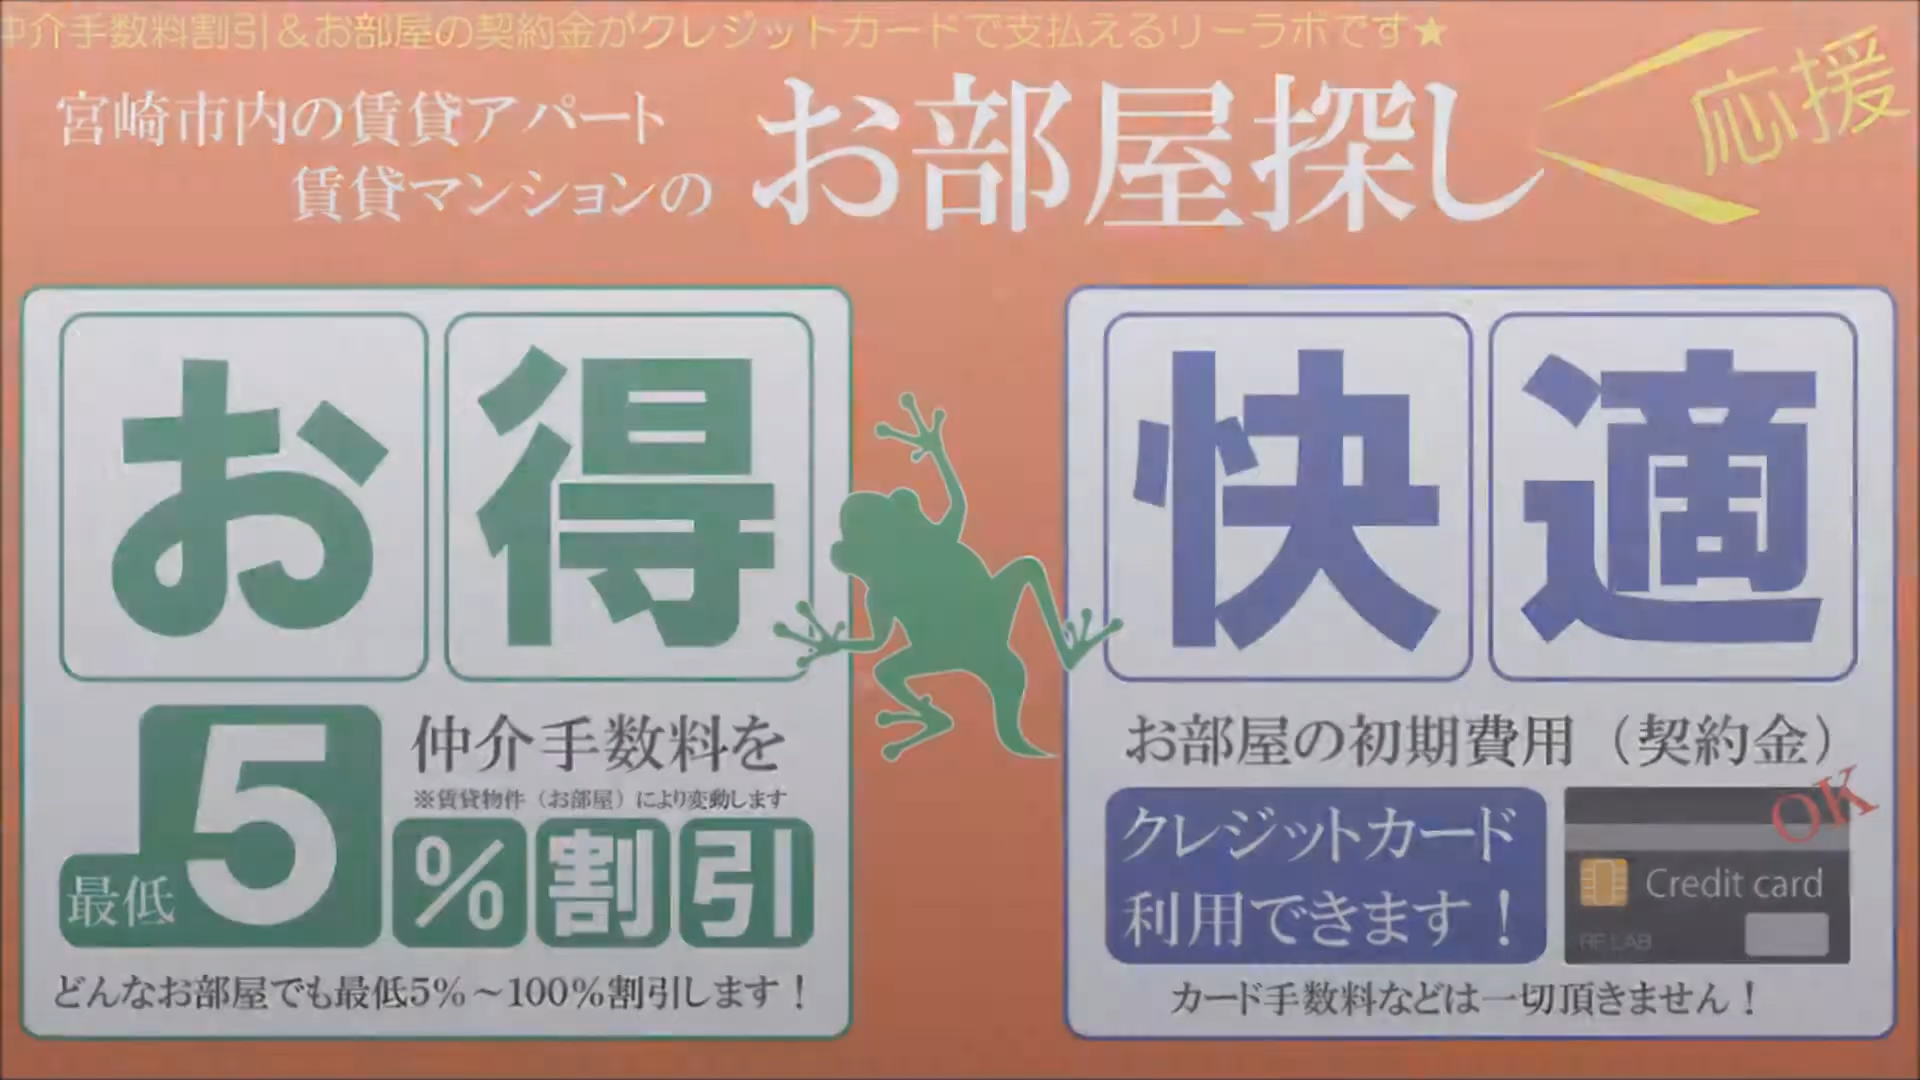 仲介手数料割引＆お部屋の契約金がクレジットカードで支払えるリーラボです★
宮崎市内の賃貸アパート
賃貸マンションの
お部屋探し
応援
お得
仲介手数料を
※賃貸物件（お部屋）により変動します
最低5%割引
どんなお部屋でも最低5%～100%割引します！
快適
お部屋の初期費用（契約金）
クレジットカード
利用できます！
OK
Credit card
RE LAB
カード手数料などは一切頂きません！